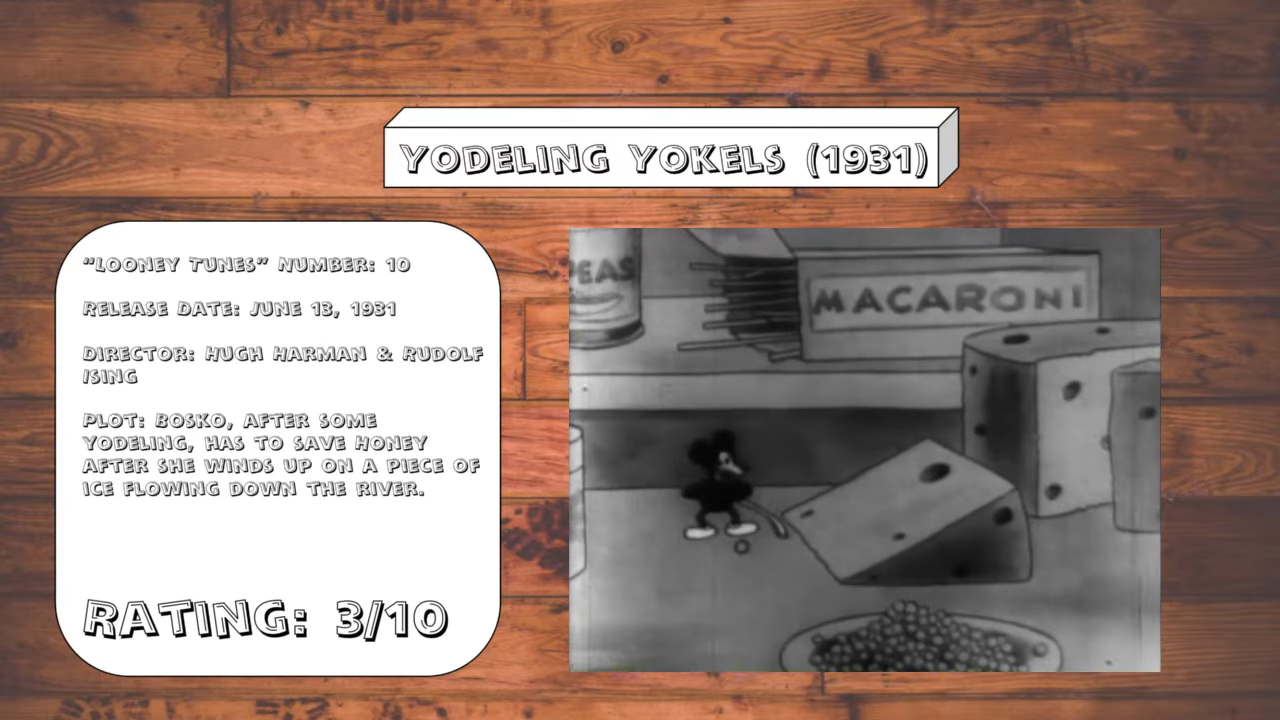 YODELING YOKELS (1931)
"LOONEY TUNES" NUMBER: 10
RELEASE DATE: JUNE 13, 1931
DIRECTOR: HUGH HARMAN & RUDOLF
ISING
PLOT: BOSKO, AFTER SOME
YODELING, HAS TO SAVE HONEY
AFTER SHE WINDS UP ON A PIECE OF
ICE FLOWING DOWN THE RIVER.
RATING: 3/10
PEAS
MACARONI